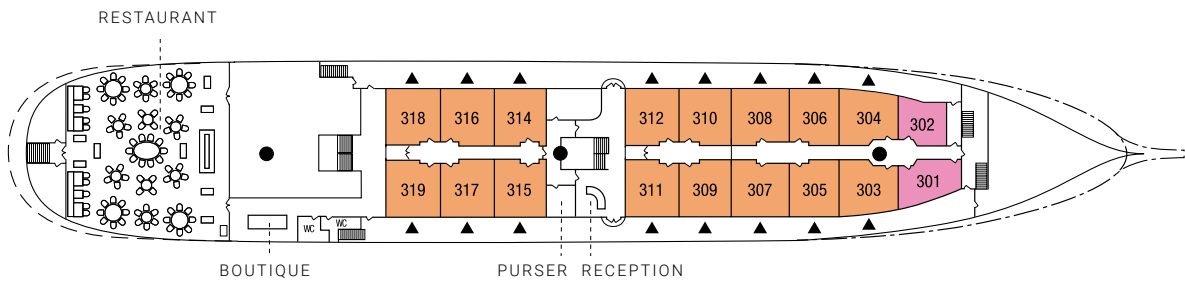 RESTAURANT
318 316 314 312 310 308 306 304 302
319 317 315 311 309 307 305 303 301
WC WC
BOUTIQUE PURSER RECEPTION